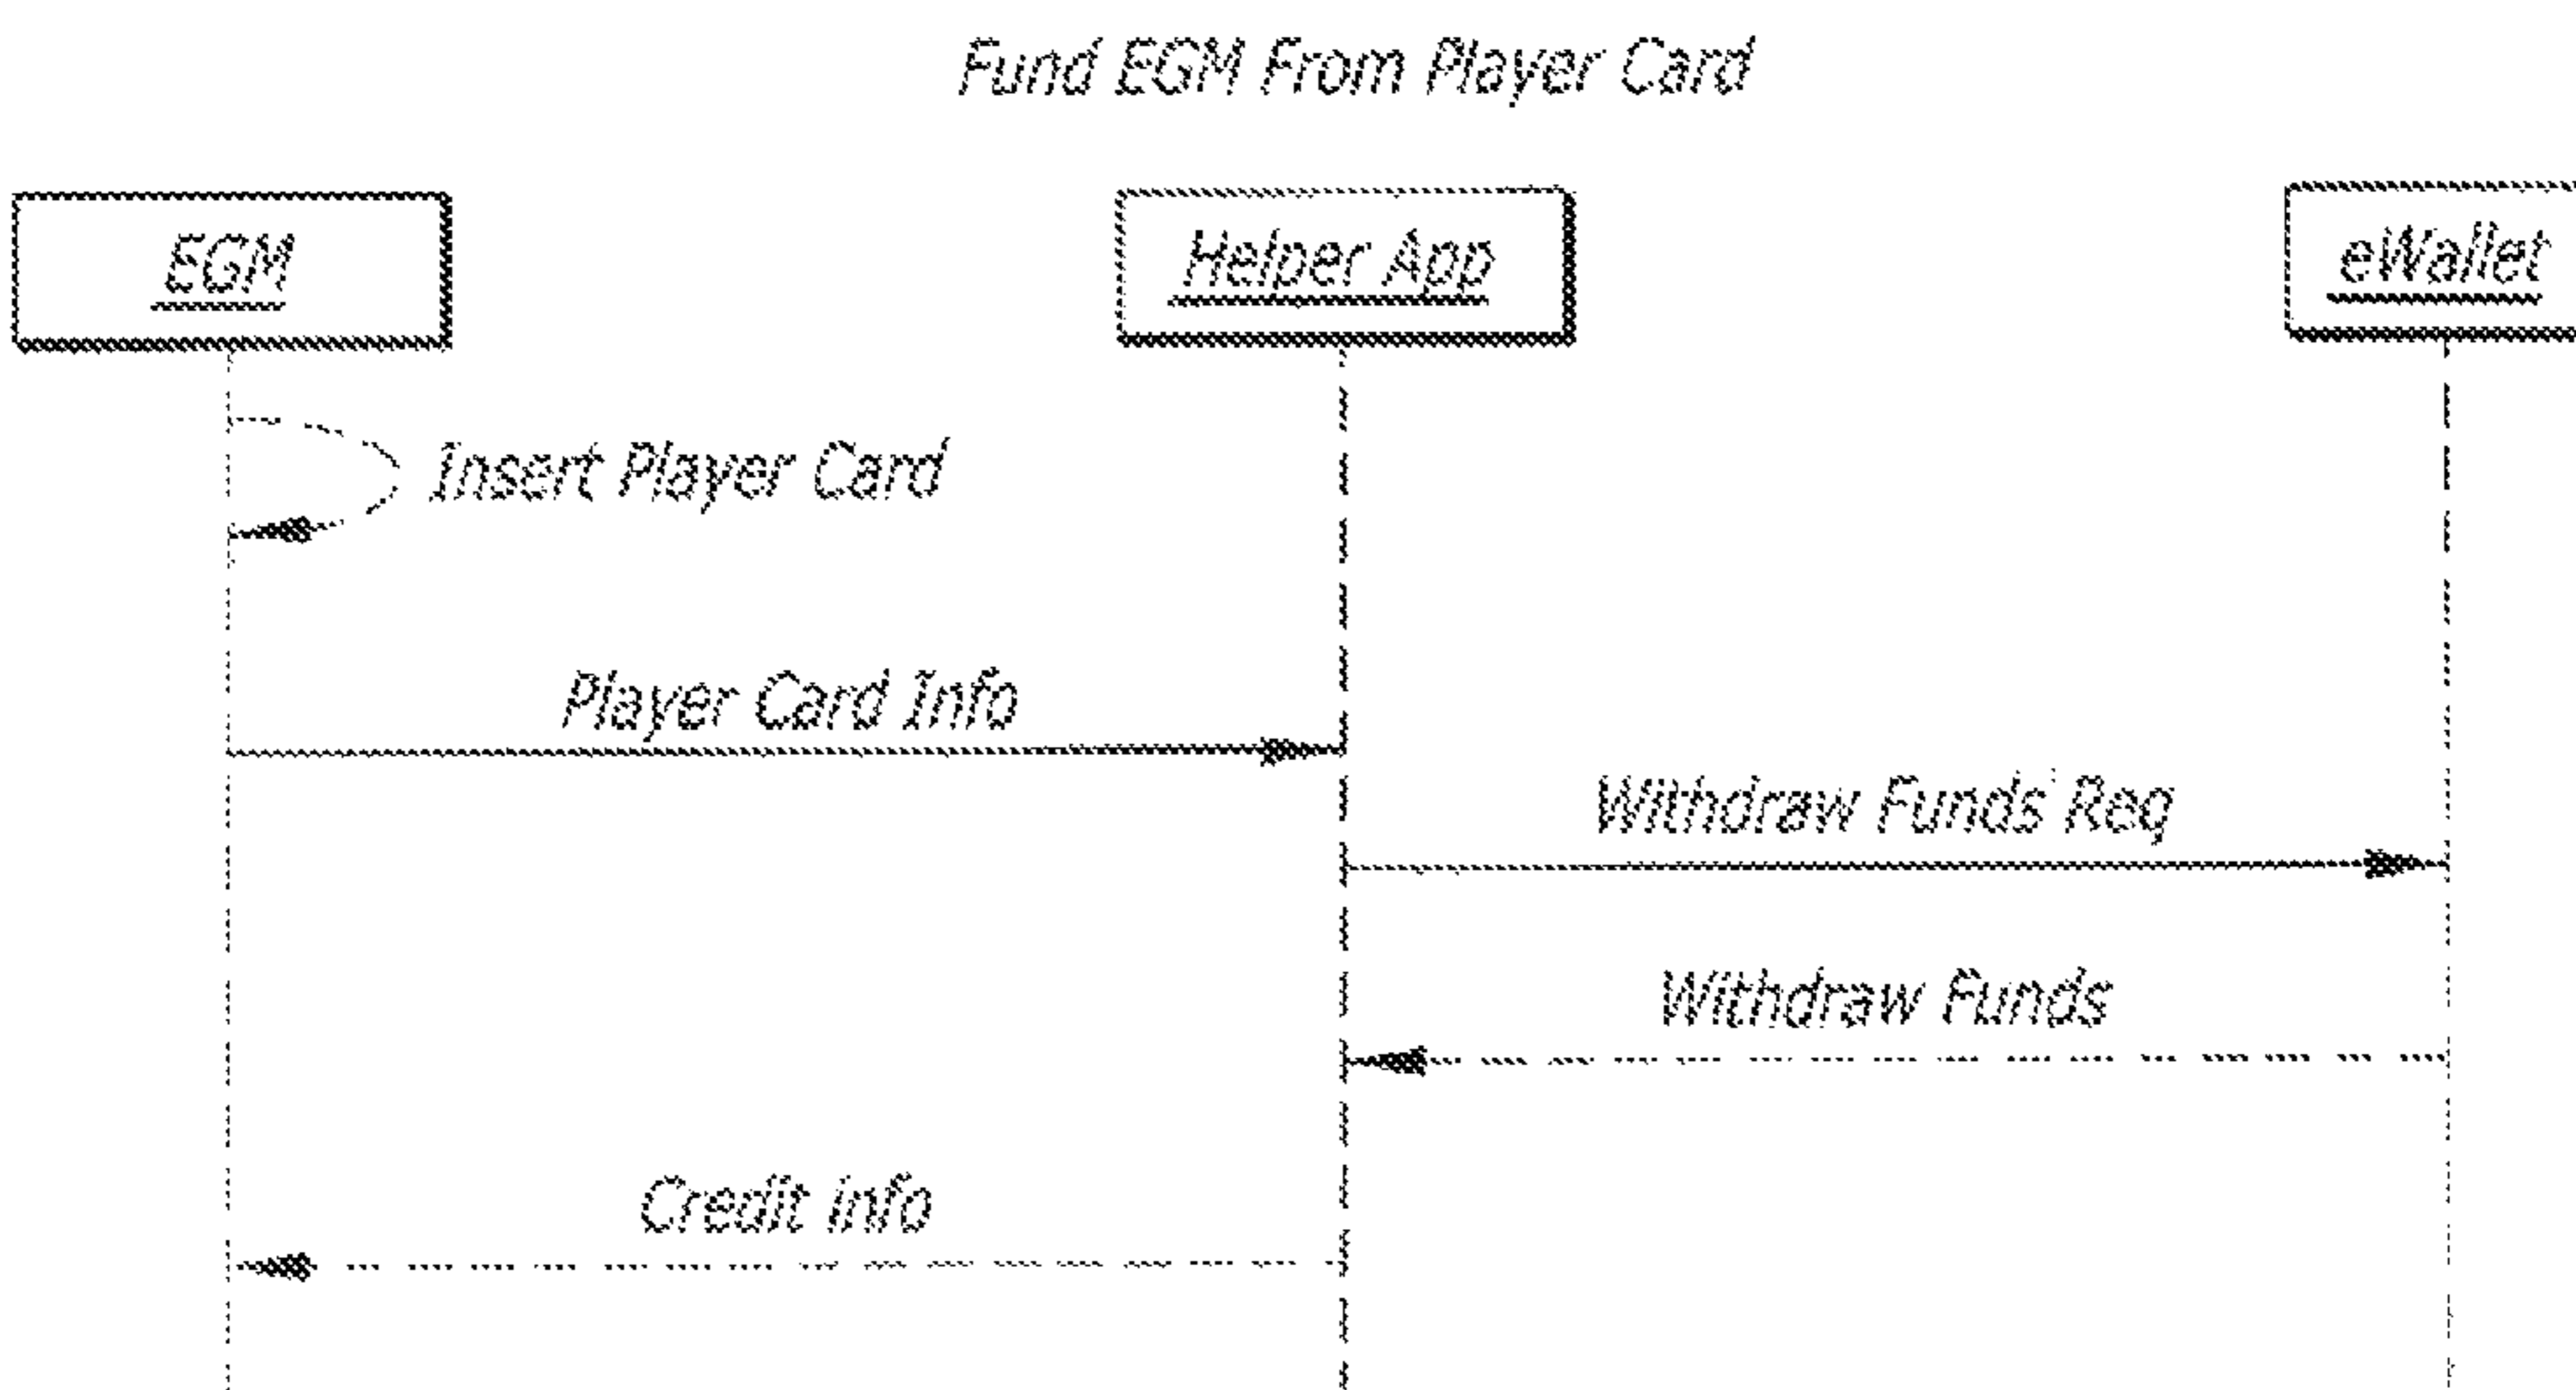 Fund EGM From Player Card
EGM
Helper App
eWallet
Insert Player Card
Player Card Info
Withdraw Funds Req
Withdraw Funds
Credit info